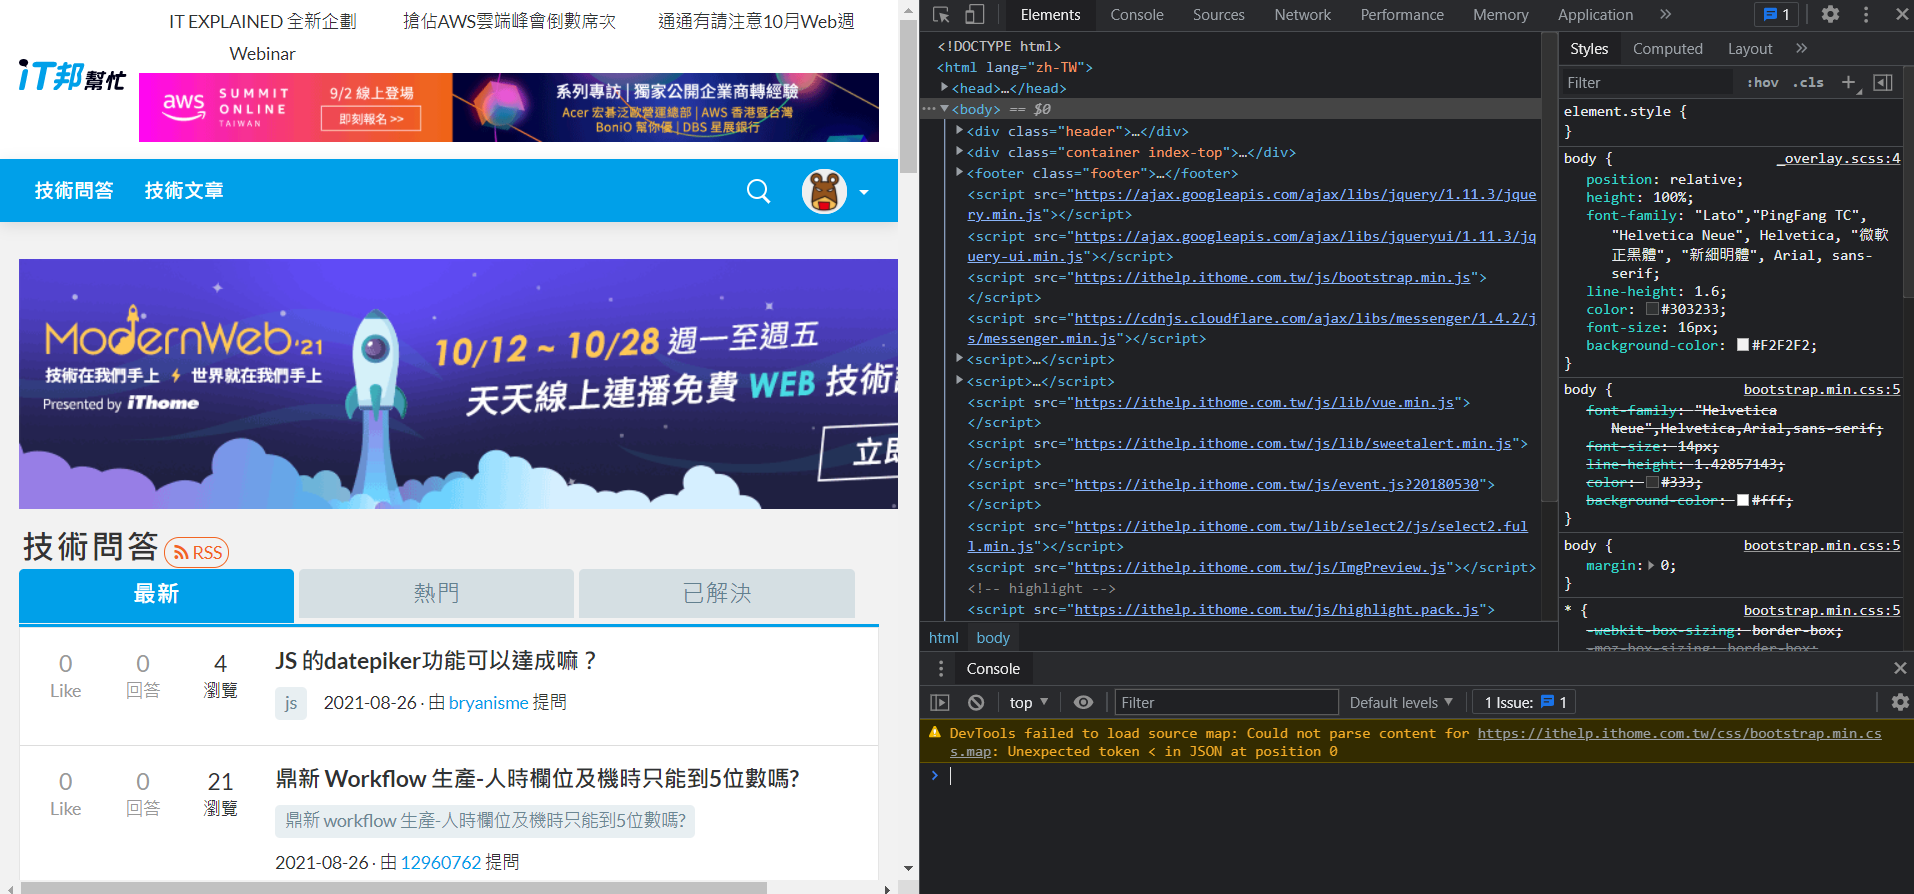 IT EXPLAINED 全新企劃
搶佔AWS雲端峰會倒數席次
通通有請注意10月Web週
Webinar
iT邦幫忙
aws
SUMMIT
ONLINE
TAIWAN
9/2 線上登場
即刻報名 >>
系列專訪 | 獨家公開企業商轉經驗
Acer 宏碁泛歐營運總部 | AWS 香港暨台灣
BoniO 幫你優 | DBS 星展銀行
技術問答
技術文章
ModernWeb'21
技術在我們手上 ⚡ 世界就在我們手上
Presented by iThome
10/12 ~ 10/28 週一至週五
天天線上連播免費 WEB 技術
立即
技術問答
RSS
最新
熱門
已解決
0
Like
0
回答
4
瀏覽
JS 的datepiker功能可以達成嘛？
js
2021-08-26 · 由 bryanisme 提問
0
Like
0
回答
21
瀏覽
鼎新 Workflow 生產-人時欄位及機時只能到5位數嗎?
鼎新 workflow 生產-人時欄位及機時只能到5位數嗎?
2021-08-26 · 由 12960762 提問
Elements
Console
Sources
Network
Performance
Memory
Application
»
1
<!DOCTYPE html>
<html lang="zh-TW">
<head>…</head>
<body> == $0
<div class="header">…</div>
<div class="container index-top">…</div>
<footer class="footer">…</footer>
<script src="https://ajax.googleapis.com/ajax/libs/jquery/1.11.3/jque
ry.min.js"></script>
<script src="https://ajax.googleapis.com/ajax/libs/jqueryui/1.11.3/jq
uery-ui.min.js"></script>
<script src="https://ithelp.ithome.com.tw/js/bootstrap.min.js">
</script>
<script src="https://cdnjs.cloudflare.com/ajax/libs/messenger/1.4.2/j
s/messenger.min.js"></script>
<script>…</script>
<script>…</script>
<script src="https://ithelp.ithome.com.tw/js/lib/vue.min.js">
</script>
<script src="https://ithelp.ithome.com.tw/js/lib/sweetalert.min.js">
</script>
<script src="https://ithelp.ithome.com.tw/js/event.js?20180530">
</script>
<script src="https://ithelp.ithome.com.tw/lib/select2/js/select2.ful
l.min.js"></script>
<script src="https://ithelp.ithome.com.tw/js/ImgPreview.js"></script>
<!-- highlight -->
<script src="https://ithelp.ithome.com.tw/js/highlight.pack.js">
html
body
Styles
Computed
Layout
»
Filter
:hov
.cls
element.style {
}
body {
_overlay.scss:4
position: relative;
height: 100%;
font-family: "Lato","PingFang TC",
"Helvetica Neue", Helvetica, "微軟
正黑體", "新細明體", Arial, sans-
serif;
line-height: 1.6;
color: #303233;
font-size: 16px;
background-color: #F2F2F2;
}
body {
bootstrap.min.css:5
font-family: "Helvetica
Neue",Helvetica,Arial,sans-serif;
font-size: 14px;
line-height: 1.42857143;
color: #333;
background-color: #fff;
}
body {
bootstrap.min.css:5
margin: 0;
}
* {
bootstrap.min.css:5
-webkit-box-sizing: border-box;
-moz-box-sizing: border-box;
Console
top
Filter
Default levels
1 Issue:
1
DevTools failed to load source map: Could not parse content for https://ithelp.ithome.com.tw/css/bootstrap.min.cs
s.map: Unexpected token < in JSON at position 0